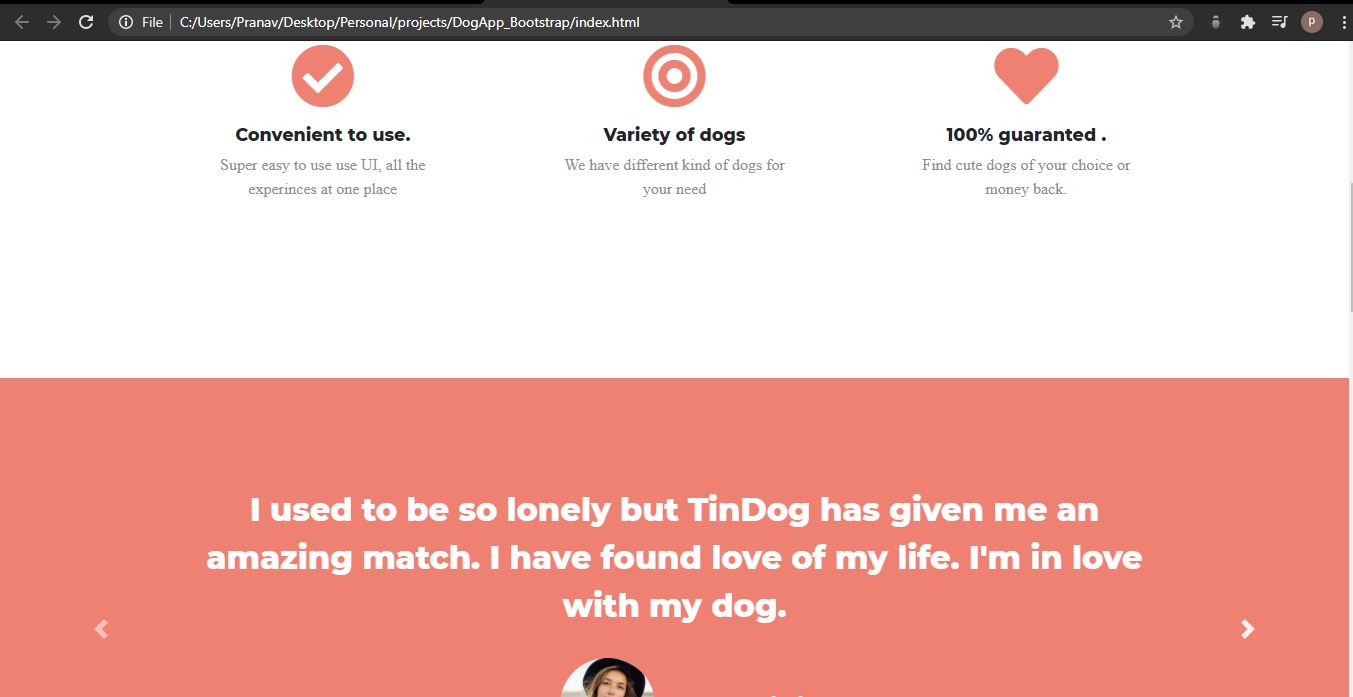 File C:/Users/Pranav/Desktop/Personal/projects/DogApp_Bootstrap/index.html
P
Convenient to use.
Super easy to use use UI, all the
experinces at one place
Variety of dogs
We have different kind of dogs for
your need
100% guaranted .
Find cute dogs of your choice or
money back.
I used to be so lonely but TinDog has given me an
amazing match. I have found love of my life. I'm in love
with my dog.